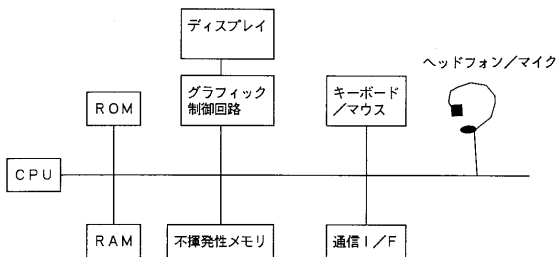 ディスプレイ
ヘッドフォン／マイク
ROM
グラフィック
制御回路
キーボード
／マウス
CPU
RAM
不揮発性メモリ
通信I／F